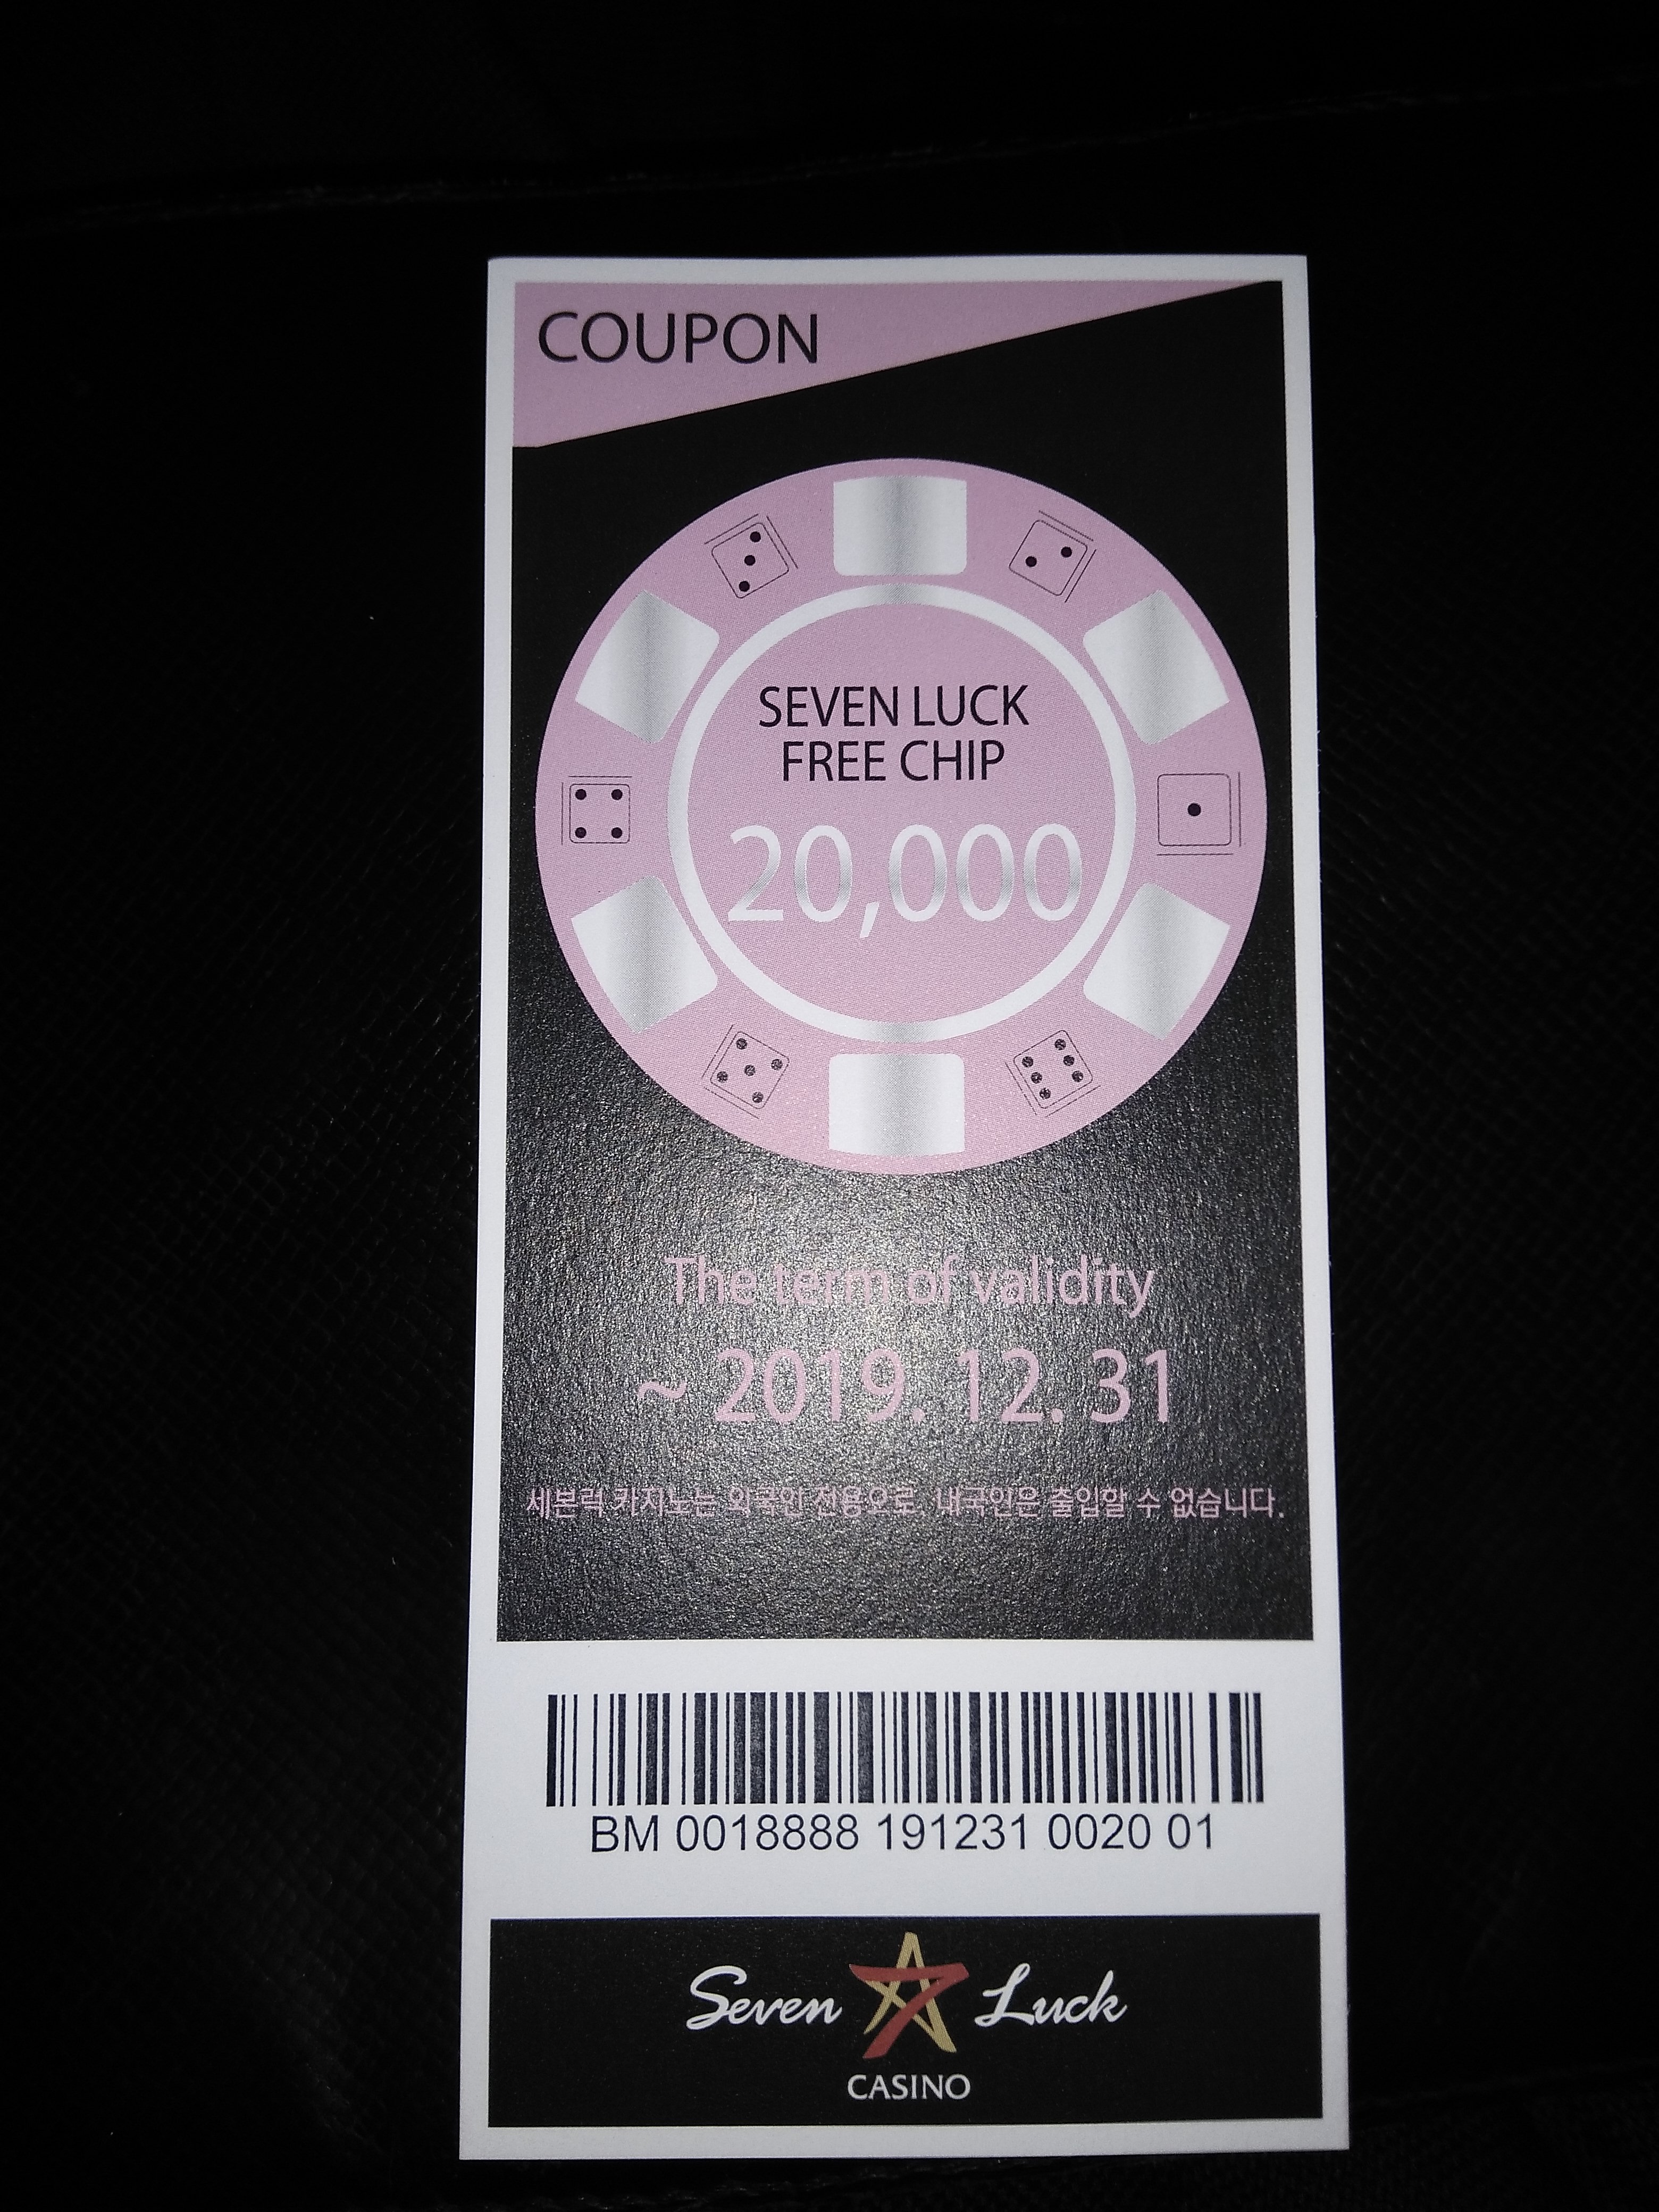 COUPON
SEVEN LUCK
FREE CHIP
20,000
The term of validity
~ 2019. 12. 31
세븐럭 카지노는 외국인 전용으로, 내국인은 출입할 수 없습니다.
BM 0018888 191231 0020 01
Seven 7 Luck
CASINO